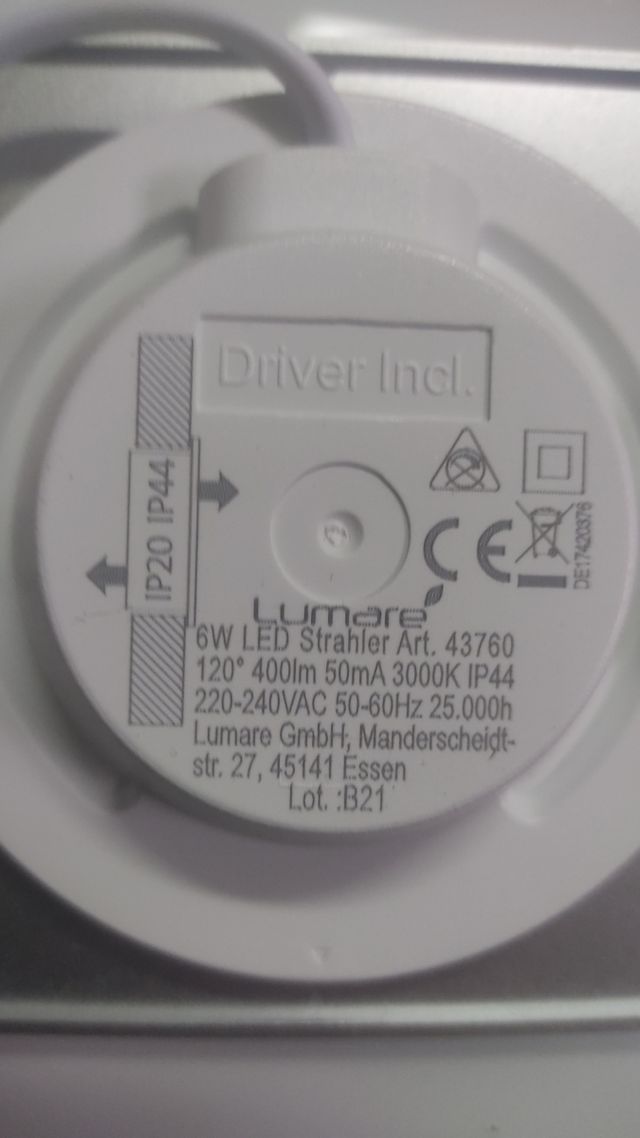 Driver Incl.
IP20 IP44
CE
DE17420376
Lumare
6W LED Strahler Art. 43760
120° 400lm 50mA 3000K IP44
220-240VAC 50-60Hz 25.000h
Lumare GmbH, Manderscheidt-
str. 27, 45141 Essen
Lot. :B21